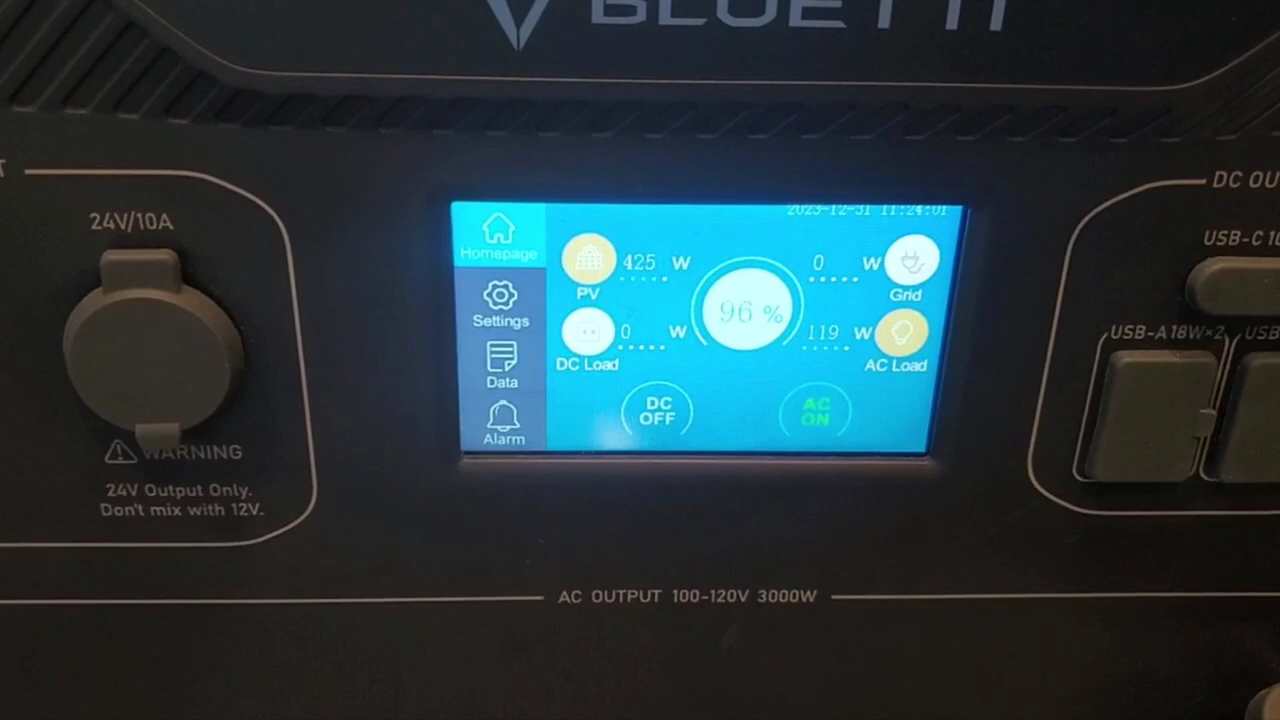 BLUETTI
24V/10A
WARNING
24V Output Only.
Don't mix with 12V.
2023-12-31 11:24:01
Homepage
Settings
Data
Alarm
425 W
PV
0 W
DC Load
96 %
0 W
Grid
119 W
AC Load
DC
OFF
AC
ON
DC OU
USB-C 10
USB-A 18W×2
USB
AC OUTPUT 100-120V 3000W